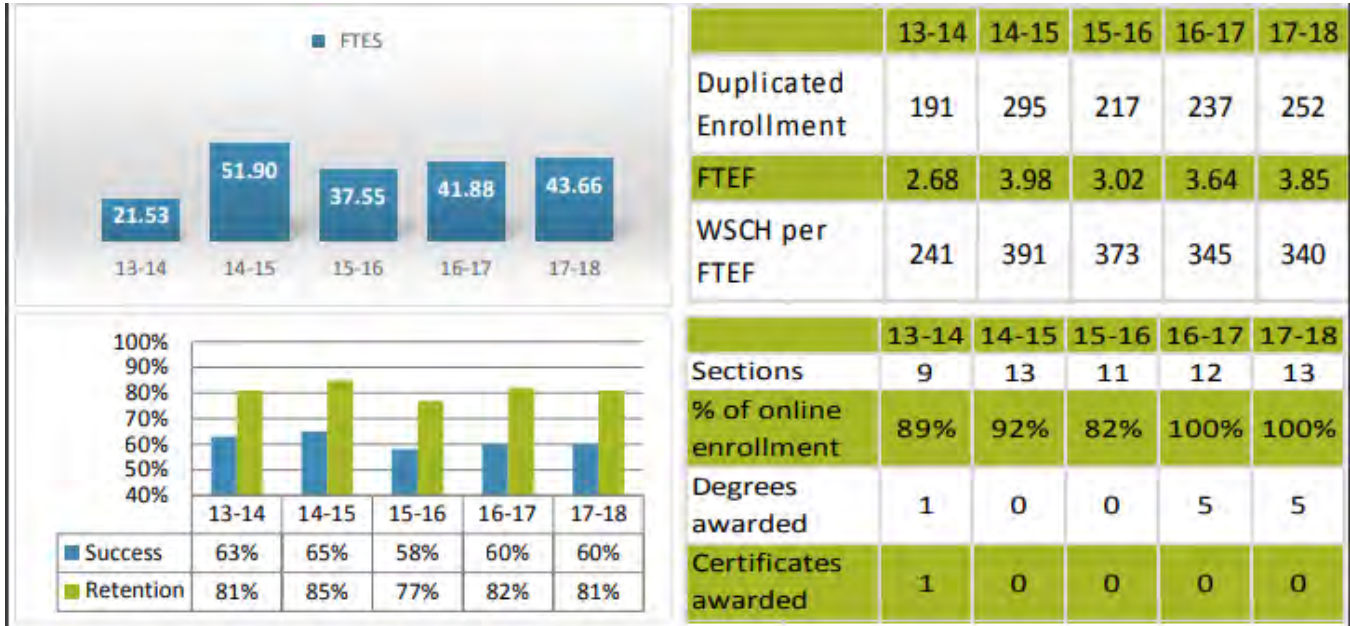 FTES
21.53 51.90 37.55 41.88 43.66
13-14 14-15 15-16 16-17 17-18
13-14 14-15 15-16 16-17 17-18
Duplicated
Enrollment 191 295 217 237 252
FTEF 2.68 3.98 3.02 3.64 3.85
WSCH per
FTEF 241 391 373 345 340
100%
90%
80%
70%
60%
50%
40%
13-14 14-15 15-16 16-17 17-18
Success 63% 65% 58% 60% 60%
Retention 81% 85% 77% 82% 81%
13-14 14-15 15-16 16-17 17-18
Sections 9 13 11 12 13
% of online
enrollment 89% 92% 82% 100% 100%
Degrees
awarded 1 0 0 5 5
Certificates
awarded 1 0 0 0 0